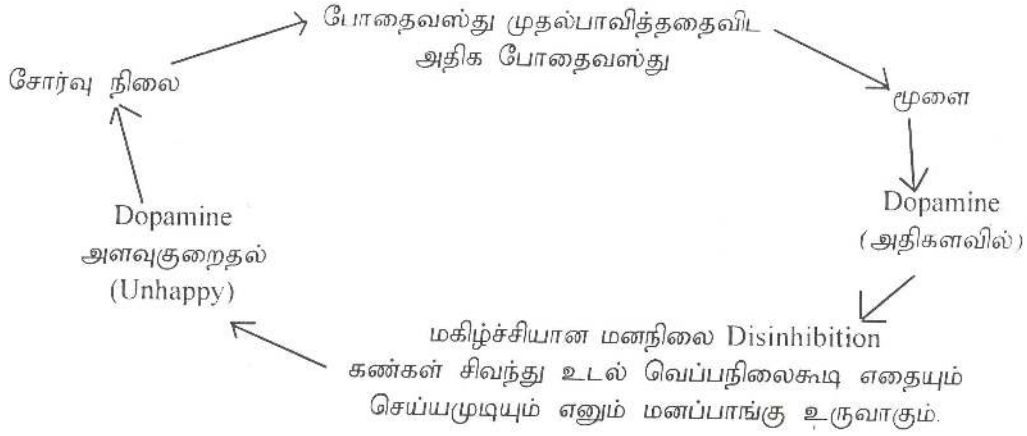 போதைவஸ்து முதல்பாவித்ததைவிட
அதிக போதைவஸ்து
மூளை
Dopamine
(அதிகளவில்)
மகிழ்ச்சியான மனநிலை Disinhibition
கண்கள் சிவந்து உடல் வெப்பநிலைகூடி எதையும்
செய்யமுடியும் எனும் மனப்பாங்கு உருவாகும்.
Dopamine
அளவுகுறைதல்
(Unhappy)
சோர்வு நிலை